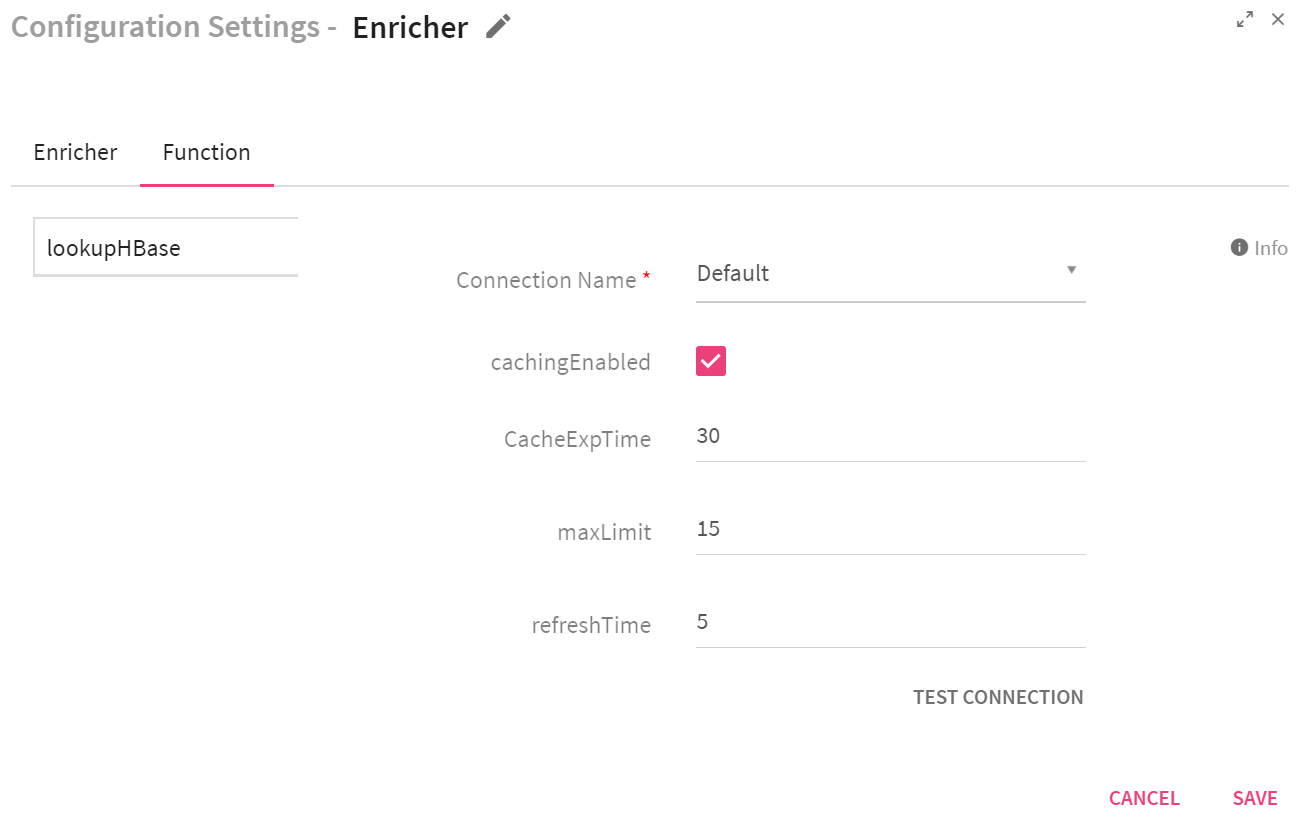 Configuration Settings - Enricher
Enricher Function
lookupHBase
Info
Connection Name * Default
cachingEnabled
CacheExpTime 30
maxLimit 15
refreshTime 5
TEST CONNECTION
CANCEL SAVE